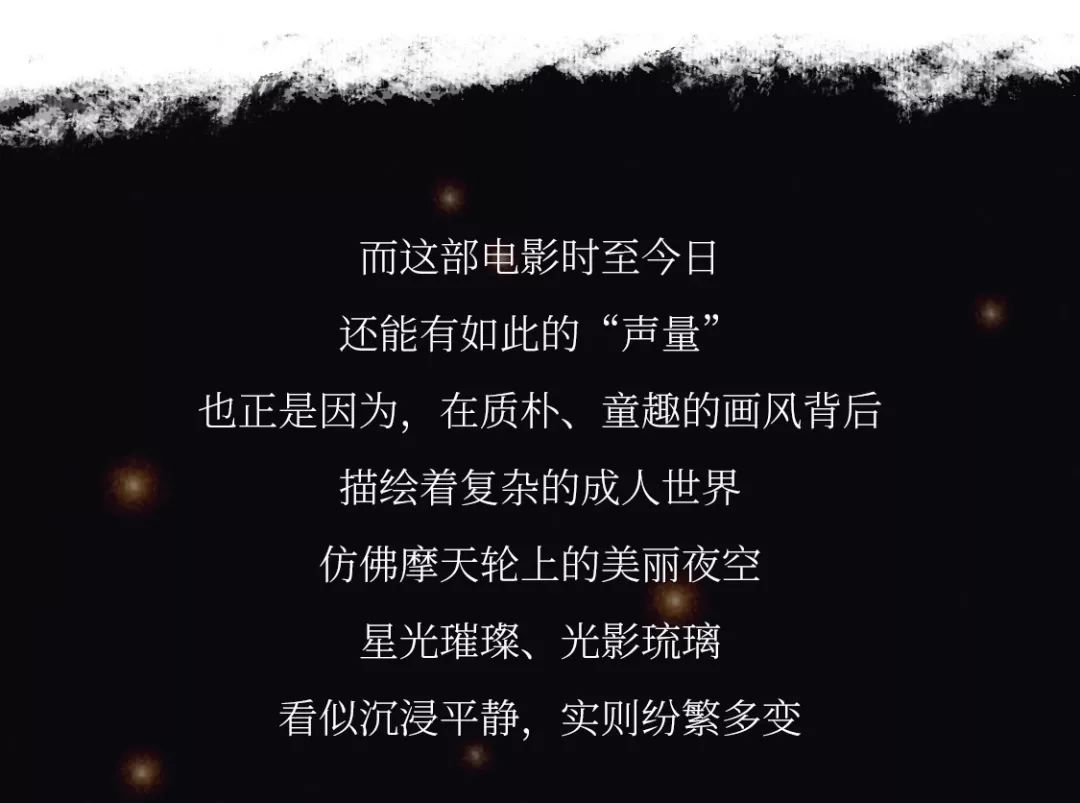 而这部电影时至今日
还能有如此的“声量”
也正是因为，在质朴、童趣的画风背后
描绘着复杂的成人世界
仿佛摩天轮上的美丽夜空
星光璀璨、光影琉璃
看似沉浸平静，实则纷繁多变